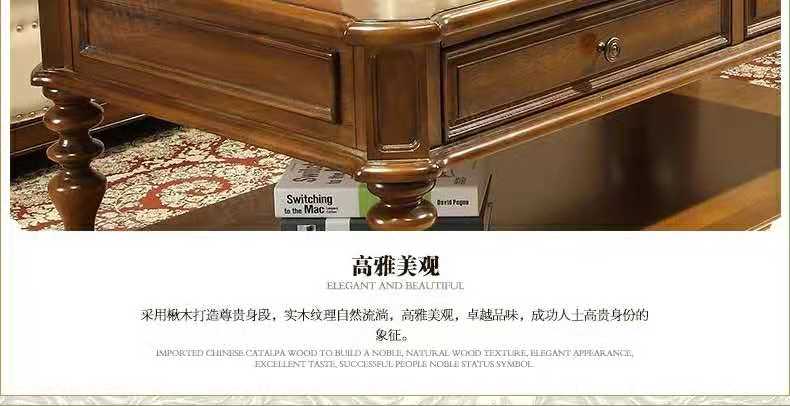 Switching
to the Mac
David Pogue
高雅美观
ELEGANT AND BEAUTIFUL
采用楸木打造尊贵身段，实木纹理自然流淌，高雅美观，卓越品味，成功人士高贵身份的
象征。
IMPORTED CHINESE CATALPA WOOD TO BUILD A NOBLE, NATURAL WOOD TEXTURE, ELEGANT APPEARANCE,
EXCELLENT TASTE, SUCCESSFUL PEOPLE NOBLE STATUS SYMBOL.